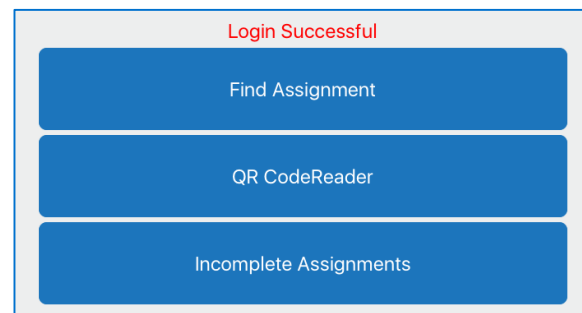 Login Successful
Find Assignment
QR CodeReader
Incomplete Assignments